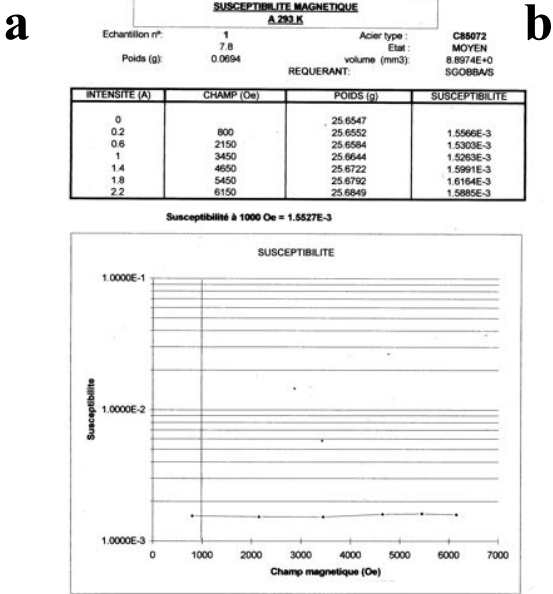 SUSCEPTIBILITE MAGNETIQUE
A 293 K
a
b
Echantillon nº: 1 Acier type : C85072
7.8 Etat : MOYEN
Poids (g): 0.0694 volume (mm3): 8.8974E+0
REQUERANT: SGOBBA/VS
INTENSITE (A) CHAMP (Oe) POIDS (g) SUSCEPTIBILITE
0 25.6547
0.2 800 25.6552 1.5566E-3
0.6 2150 25.6584 1.5303E-3
1 3450 25.6644 1.5263E-3
1.4 4650 25.6722 1.5991E-3
1.8 5450 25.6792 1.6164E-3
2.2 6150 25.6849 1.5885E-3
Susceptibilité à 1000 Oe = 1.5527E-3
SUSCEPTIBILITE
1.0000E-1
1.0000E-2
1.0000E-3
Susceptibilite
0 1000 2000 3000 4000 5000 6000 7000
Champ magnetique (Oe)